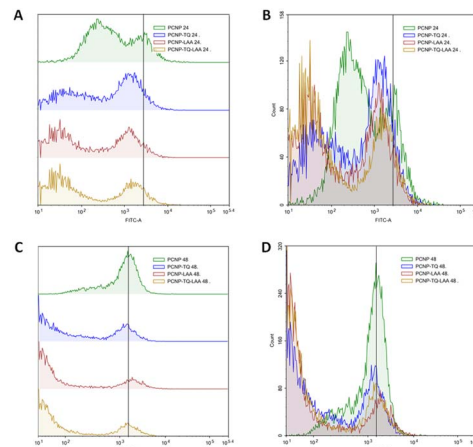 A
PCNP 24
PCNP-TQ 24 .
PCNP-LAA 24.
PCNP-TQ-LAA 24 .
10¹ 10² 10³ 10⁴ 10⁵ 10⁵·⁴
FITC-A
B
PCNP 24
PCNP-TQ 24 .
PCNP-LAA 24.
PCNP-TQ-LAA 24 .
158
120
80
40
0
Count
10¹ 10² 10³ 10⁴
FITC-A
C
PCNP 48
PCNP-TQ 48.
PCNP-LAA 48.
PCNP-TQ-LAA 48 .
10¹ 10² 10³ 10⁴ 10⁵
D
PCNP 48
PCNP-TQ 48.
PCNP-LAA 48.
PCNP-TQ-LAA 48 .
320
240
160
80
0
Count
10¹ 10² 10³ 10⁴